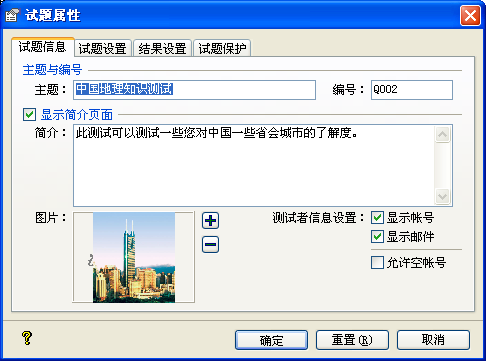 试题属性
试题信息 试题设置 结果设置 试题保护
主题与编号
主题： 中国地理知识测试 编号： Q002
显示简介页面
简介： 此测试可以测试一些您对中国一些省会城市的了解度。
图片： 测试者信息设置： 显示帐号
显示邮件
允许空帐号
? 确定 重置(R) 取消